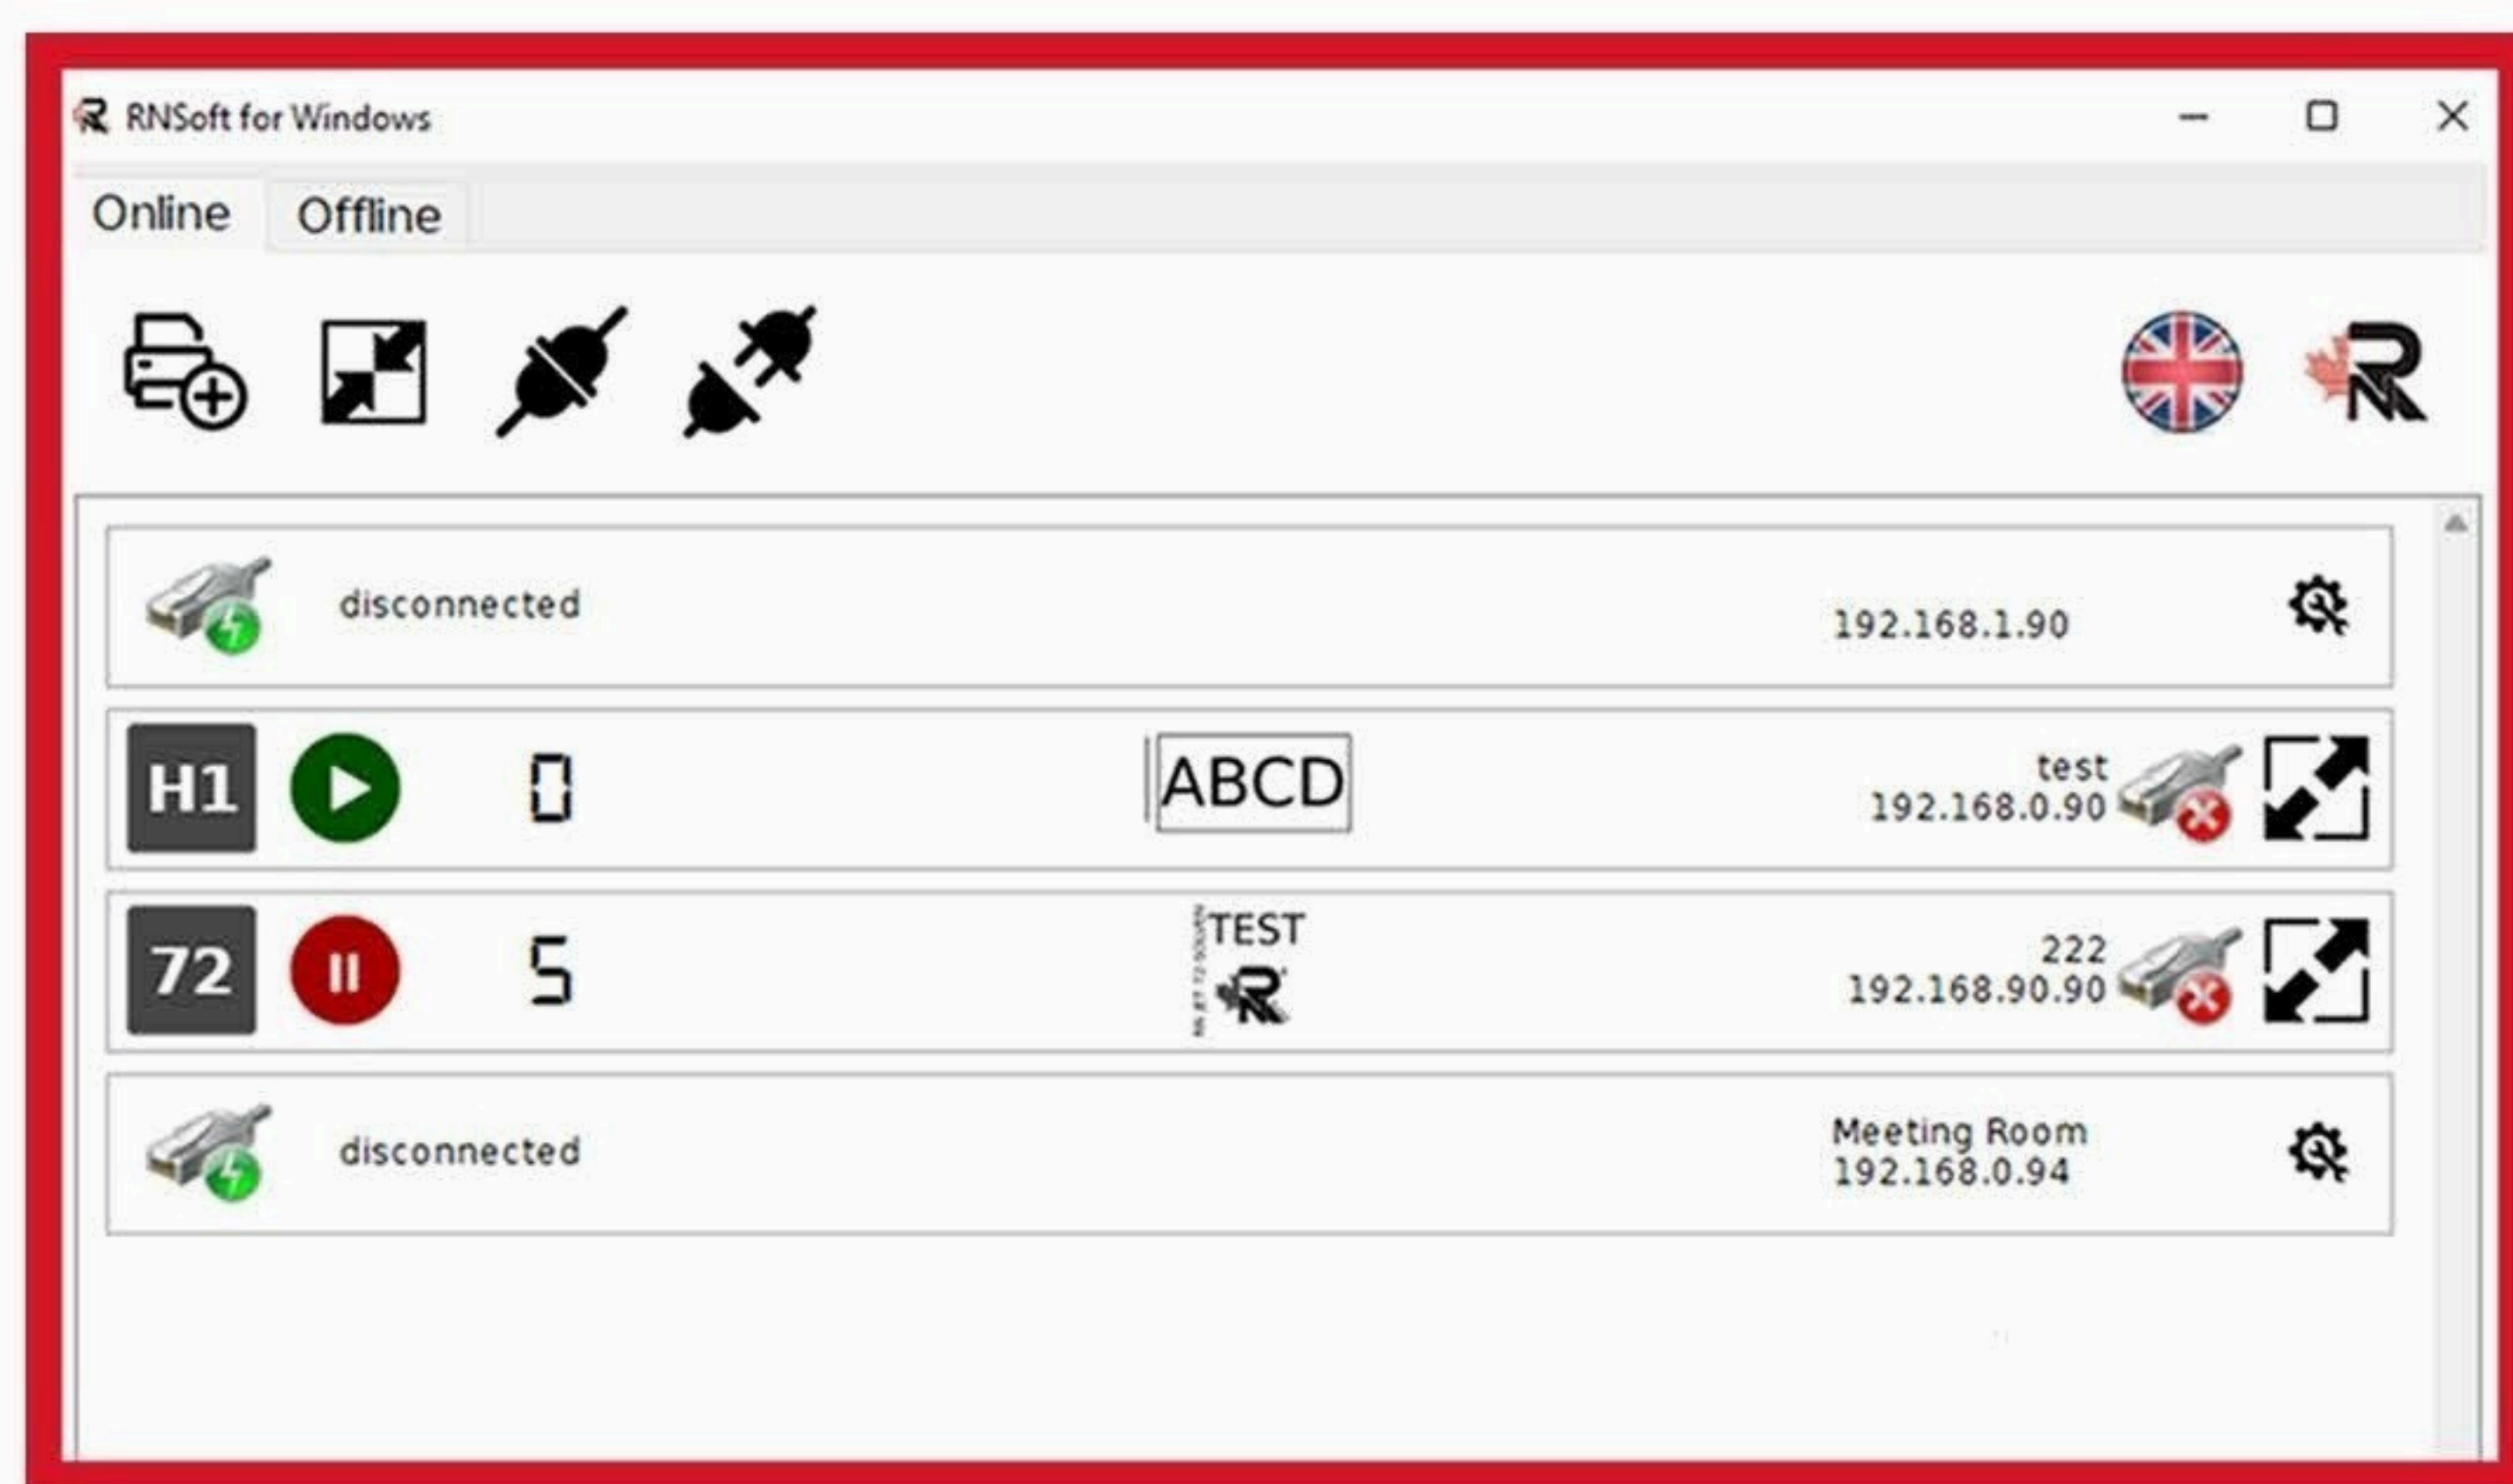 RNSoft for Windows
Online Offline
disconnected 192.168.1.90
H1 0 ABCD test
192.168.0.90
72 5 TEST 222
192.168.90.90
disconnected Meeting Room
192.168.0.94